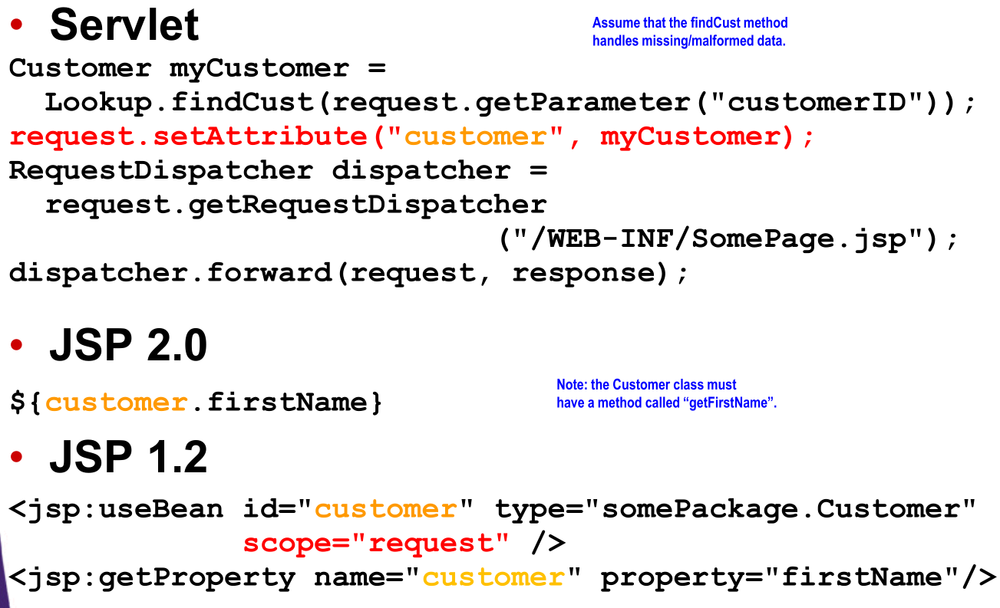 • Servlet
Assume that the findCust method
handles missing/malformed data.
Customer myCustomer =
  Lookup.findCust(request.getParameter("customerID"));
request.setAttribute("customer", myCustomer);
RequestDispatcher dispatcher =
  request.getRequestDispatcher
                           ("/WEB-INF/SomePage.jsp");
dispatcher.forward(request, response);
• JSP 2.0
${customer.firstName}
Note: the Customer class must
have a method called “getFirstName”.
• JSP 1.2
<jsp:useBean id="customer" type="somePackage.Customer"
             scope="request" />
<jsp:getProperty name="customer" property="firstName"/>